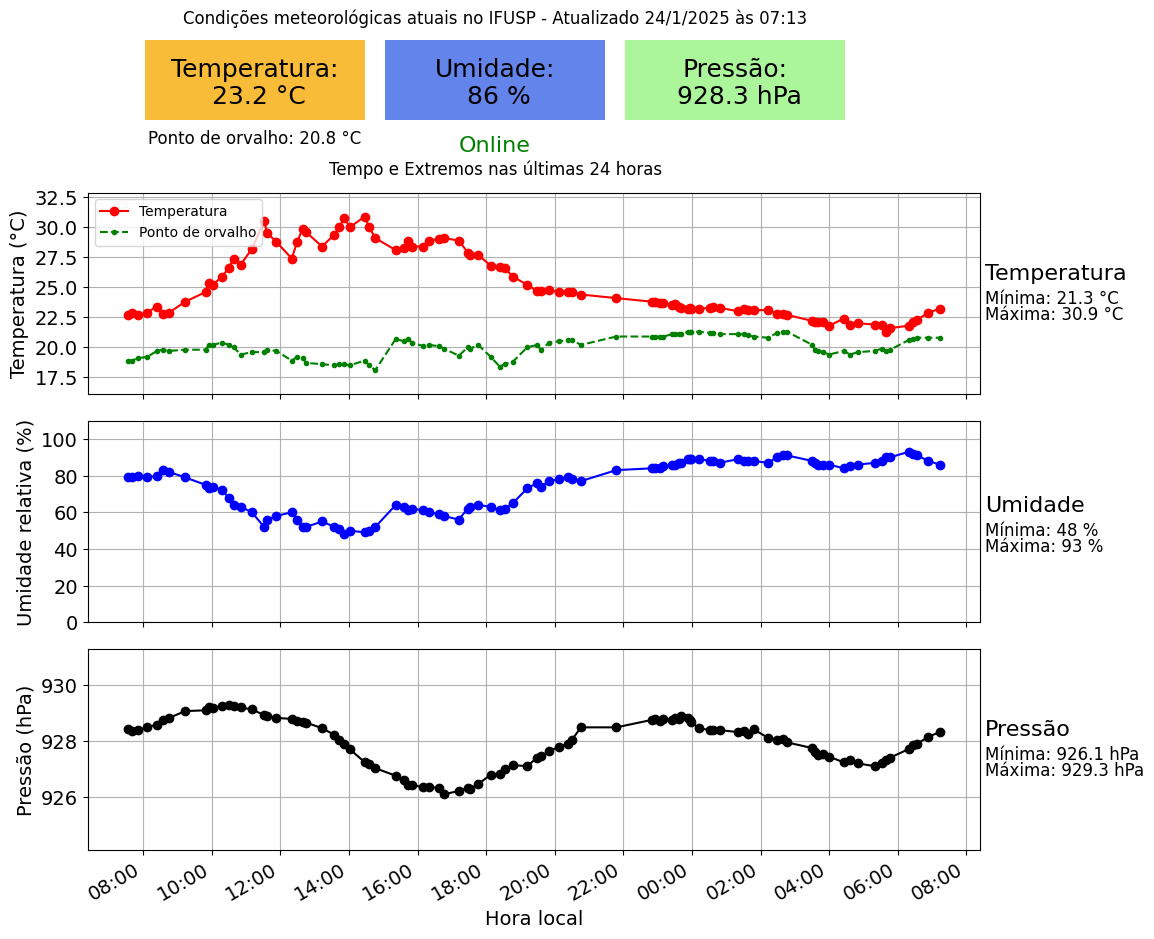 Condições meteorológicas atuais no IFUSP - Atualizado 24/1/2025 às 07:13
Temperatura:
23.2 °C
Umidade:
86 %
Pressão:
928.3 hPa
Ponto de orvalho: 20.8 °C
Online
Tempo e Extremos nas últimas 24 horas
Temperatura (°C)
32.5
30.0
27.5
25.0
22.5
20.0
17.5
Temperatura
Ponto de orvalho
Temperatura
Mínima: 21.3 °C
Máxima: 30.9 °C
Umidade relativa (%)
100
80
60
40
20
0
Umidade
Mínima: 48 %
Máxima: 93 %
Pressão (hPa)
930
928
926
Pressão
Mínima: 926.1 hPa
Máxima: 929.3 hPa
08:00 10:00 12:00 14:00 16:00 18:00 20:00 22:00 00:00 02:00 04:00 06:00 08:00
Hora local